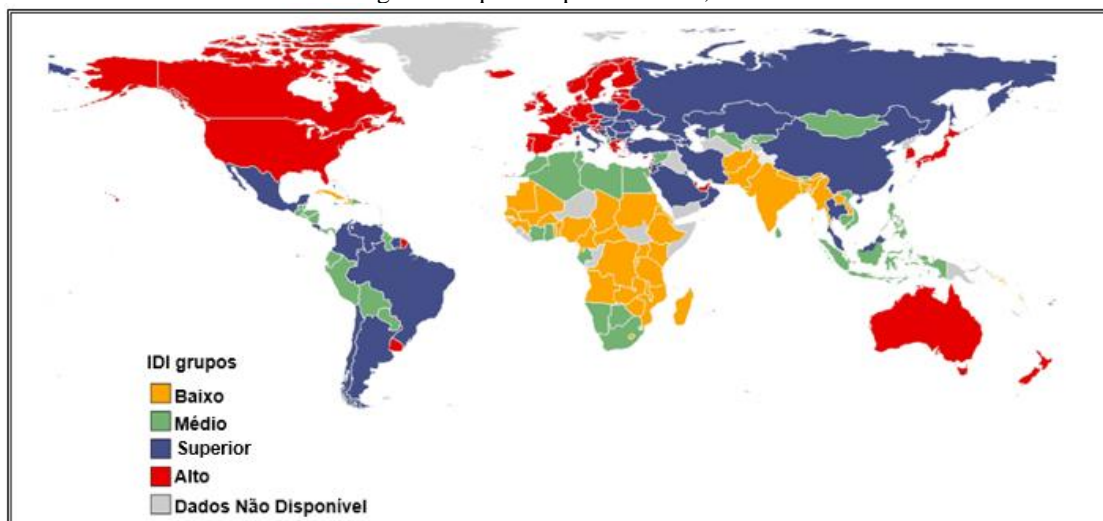 IDI grupos
Baixo
Médio
Superior
Alto
Dados Não Disponível